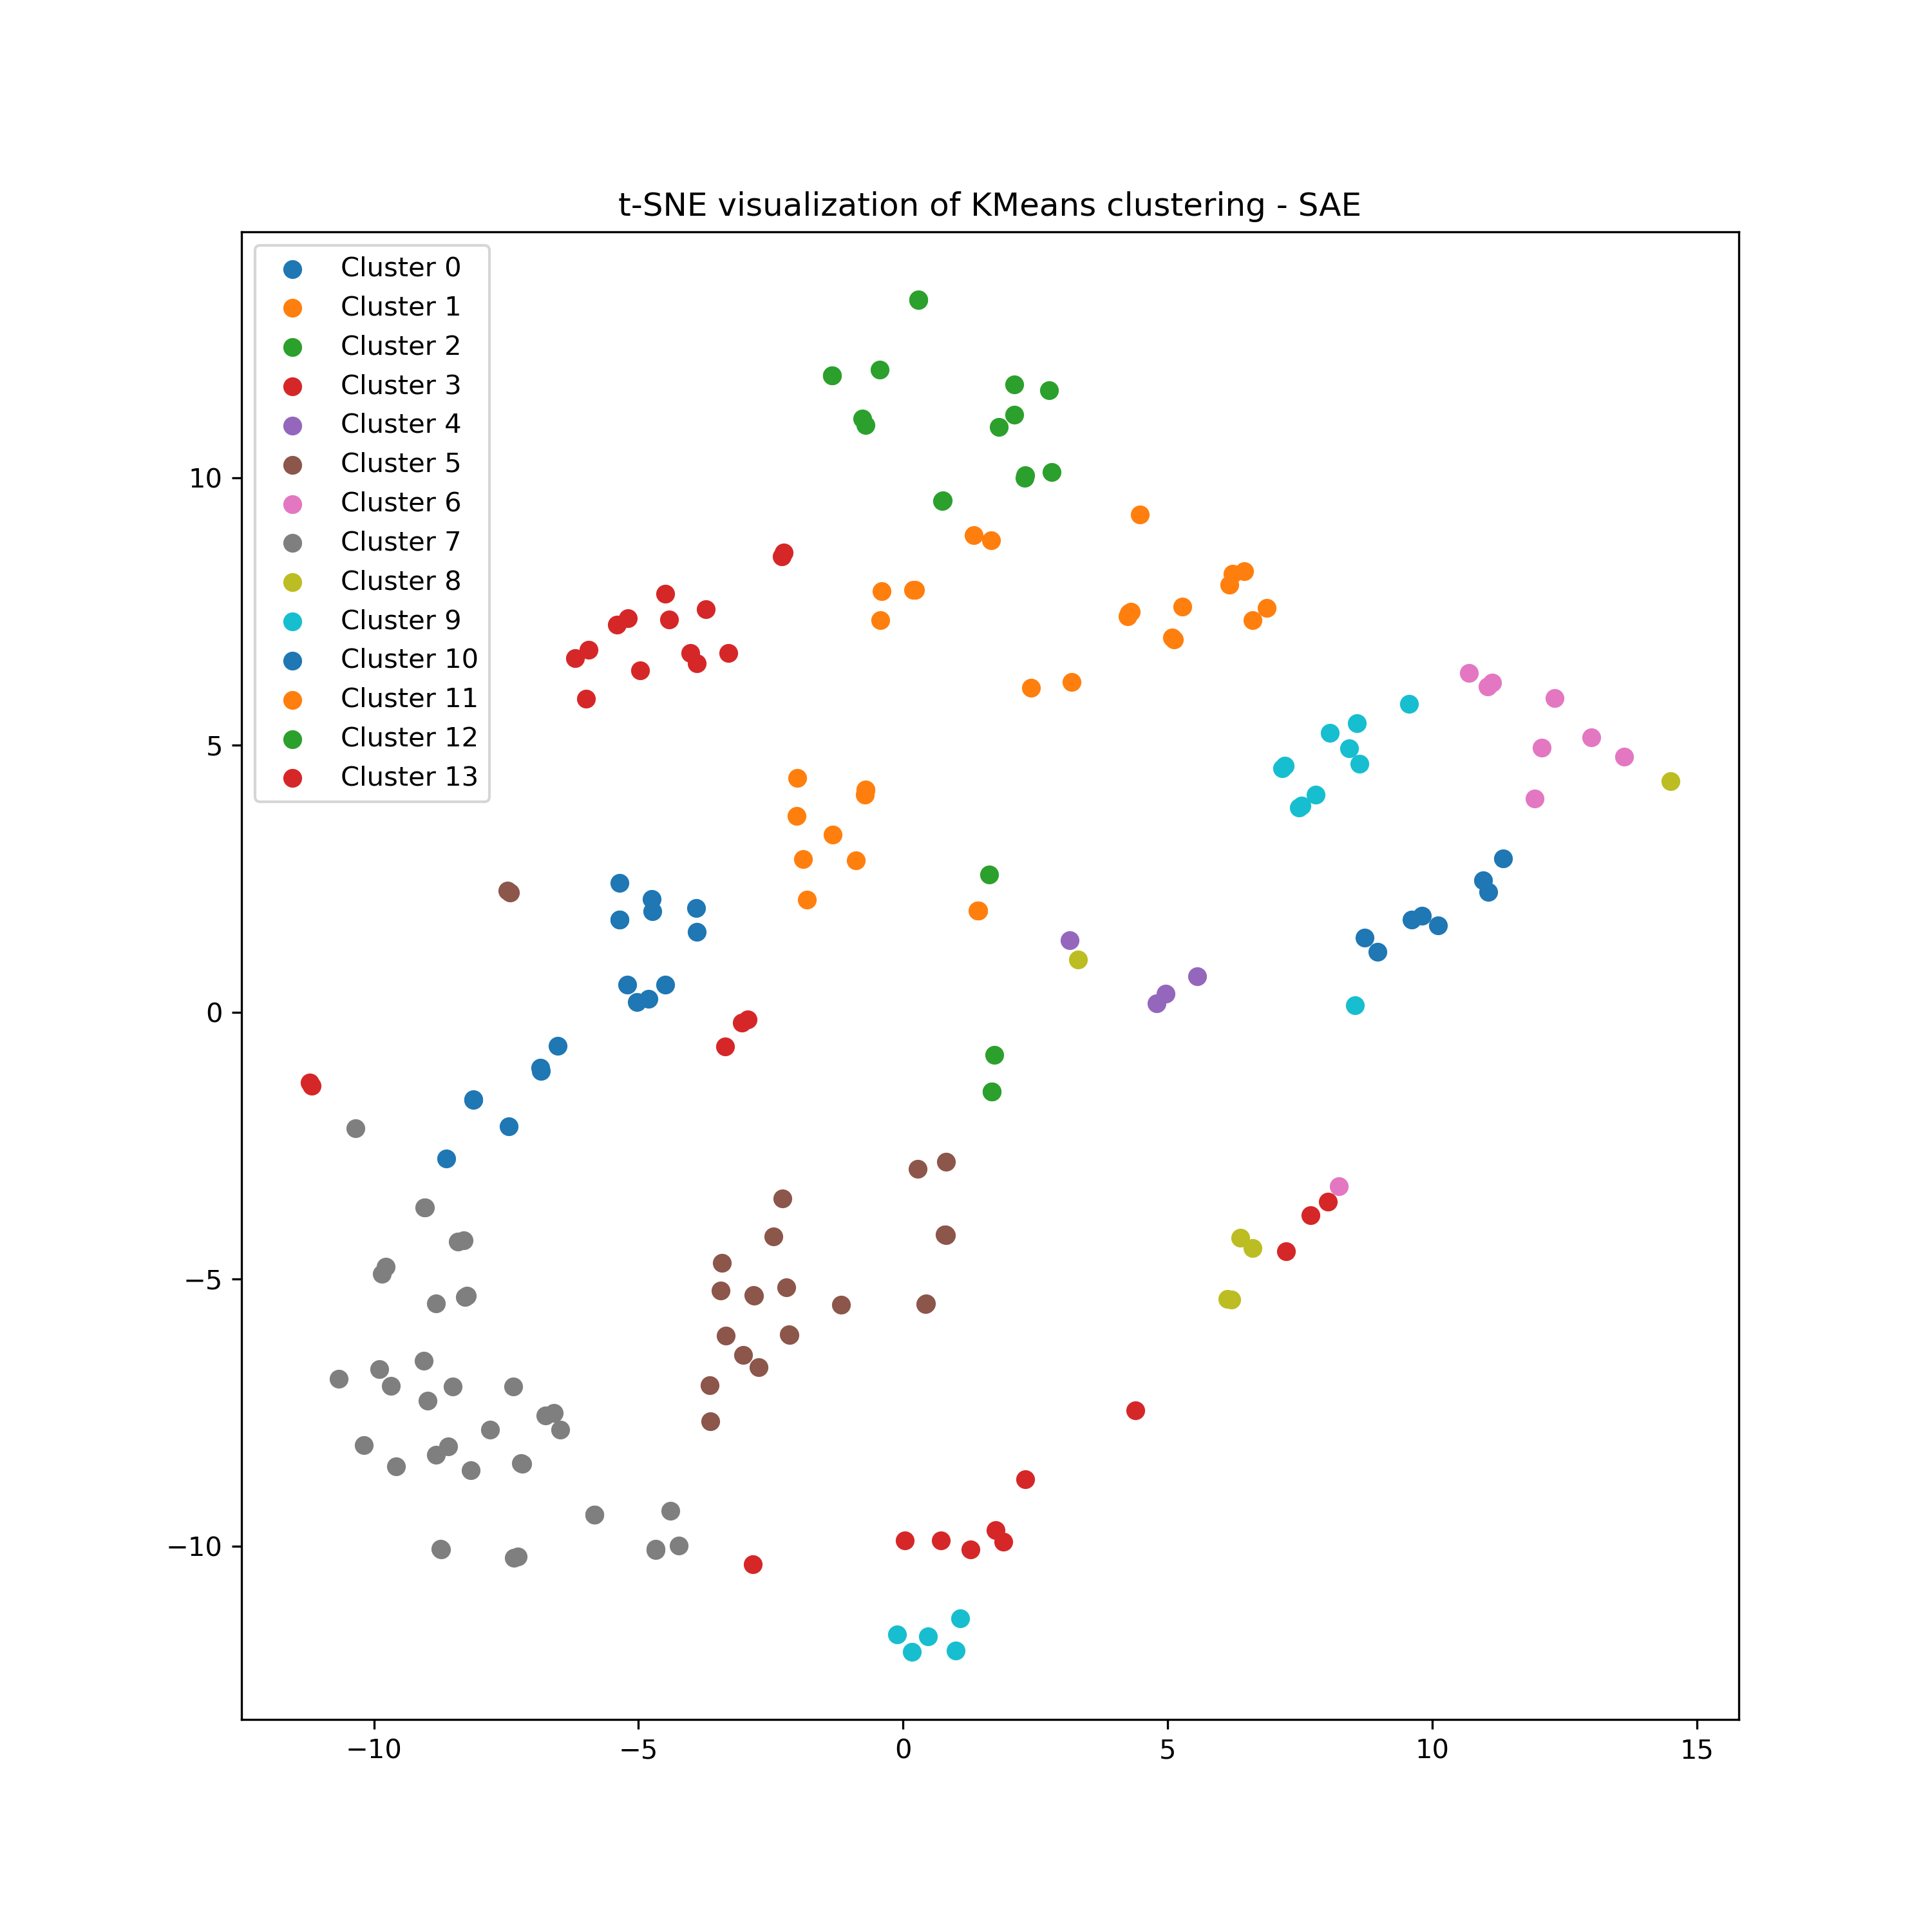 t-SNE visualization of KMeans clustering - SAE
Cluster 0
Cluster 1
Cluster 2
Cluster 3
Cluster 4
Cluster 5
Cluster 6
Cluster 7
Cluster 8
Cluster 9
Cluster 10
Cluster 11
Cluster 12
Cluster 13
10
5
0
−5
−10
−10 −5 0 5 10 15